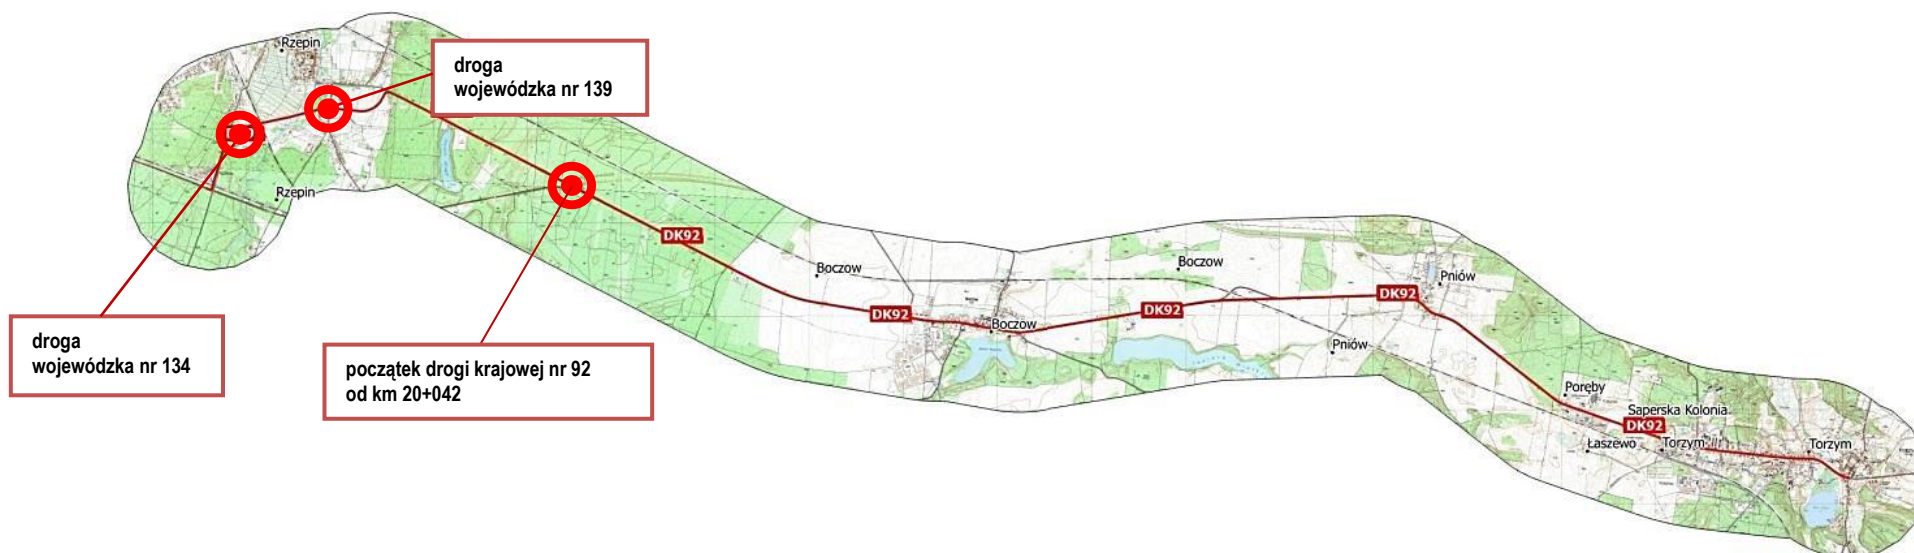 Rzepin
droga
wojewódzka nr 139
Rzepin
DK92
Boczow
Boczow
Pniów
DK92
DK92
DK92
Boczow
droga
wojewódzka nr 134
początek drogi krajowej nr 92
od km 20+042
Pniów
Poręby
Saperska Kolonia
DK92
Łaszewo
Torzym
Torzym